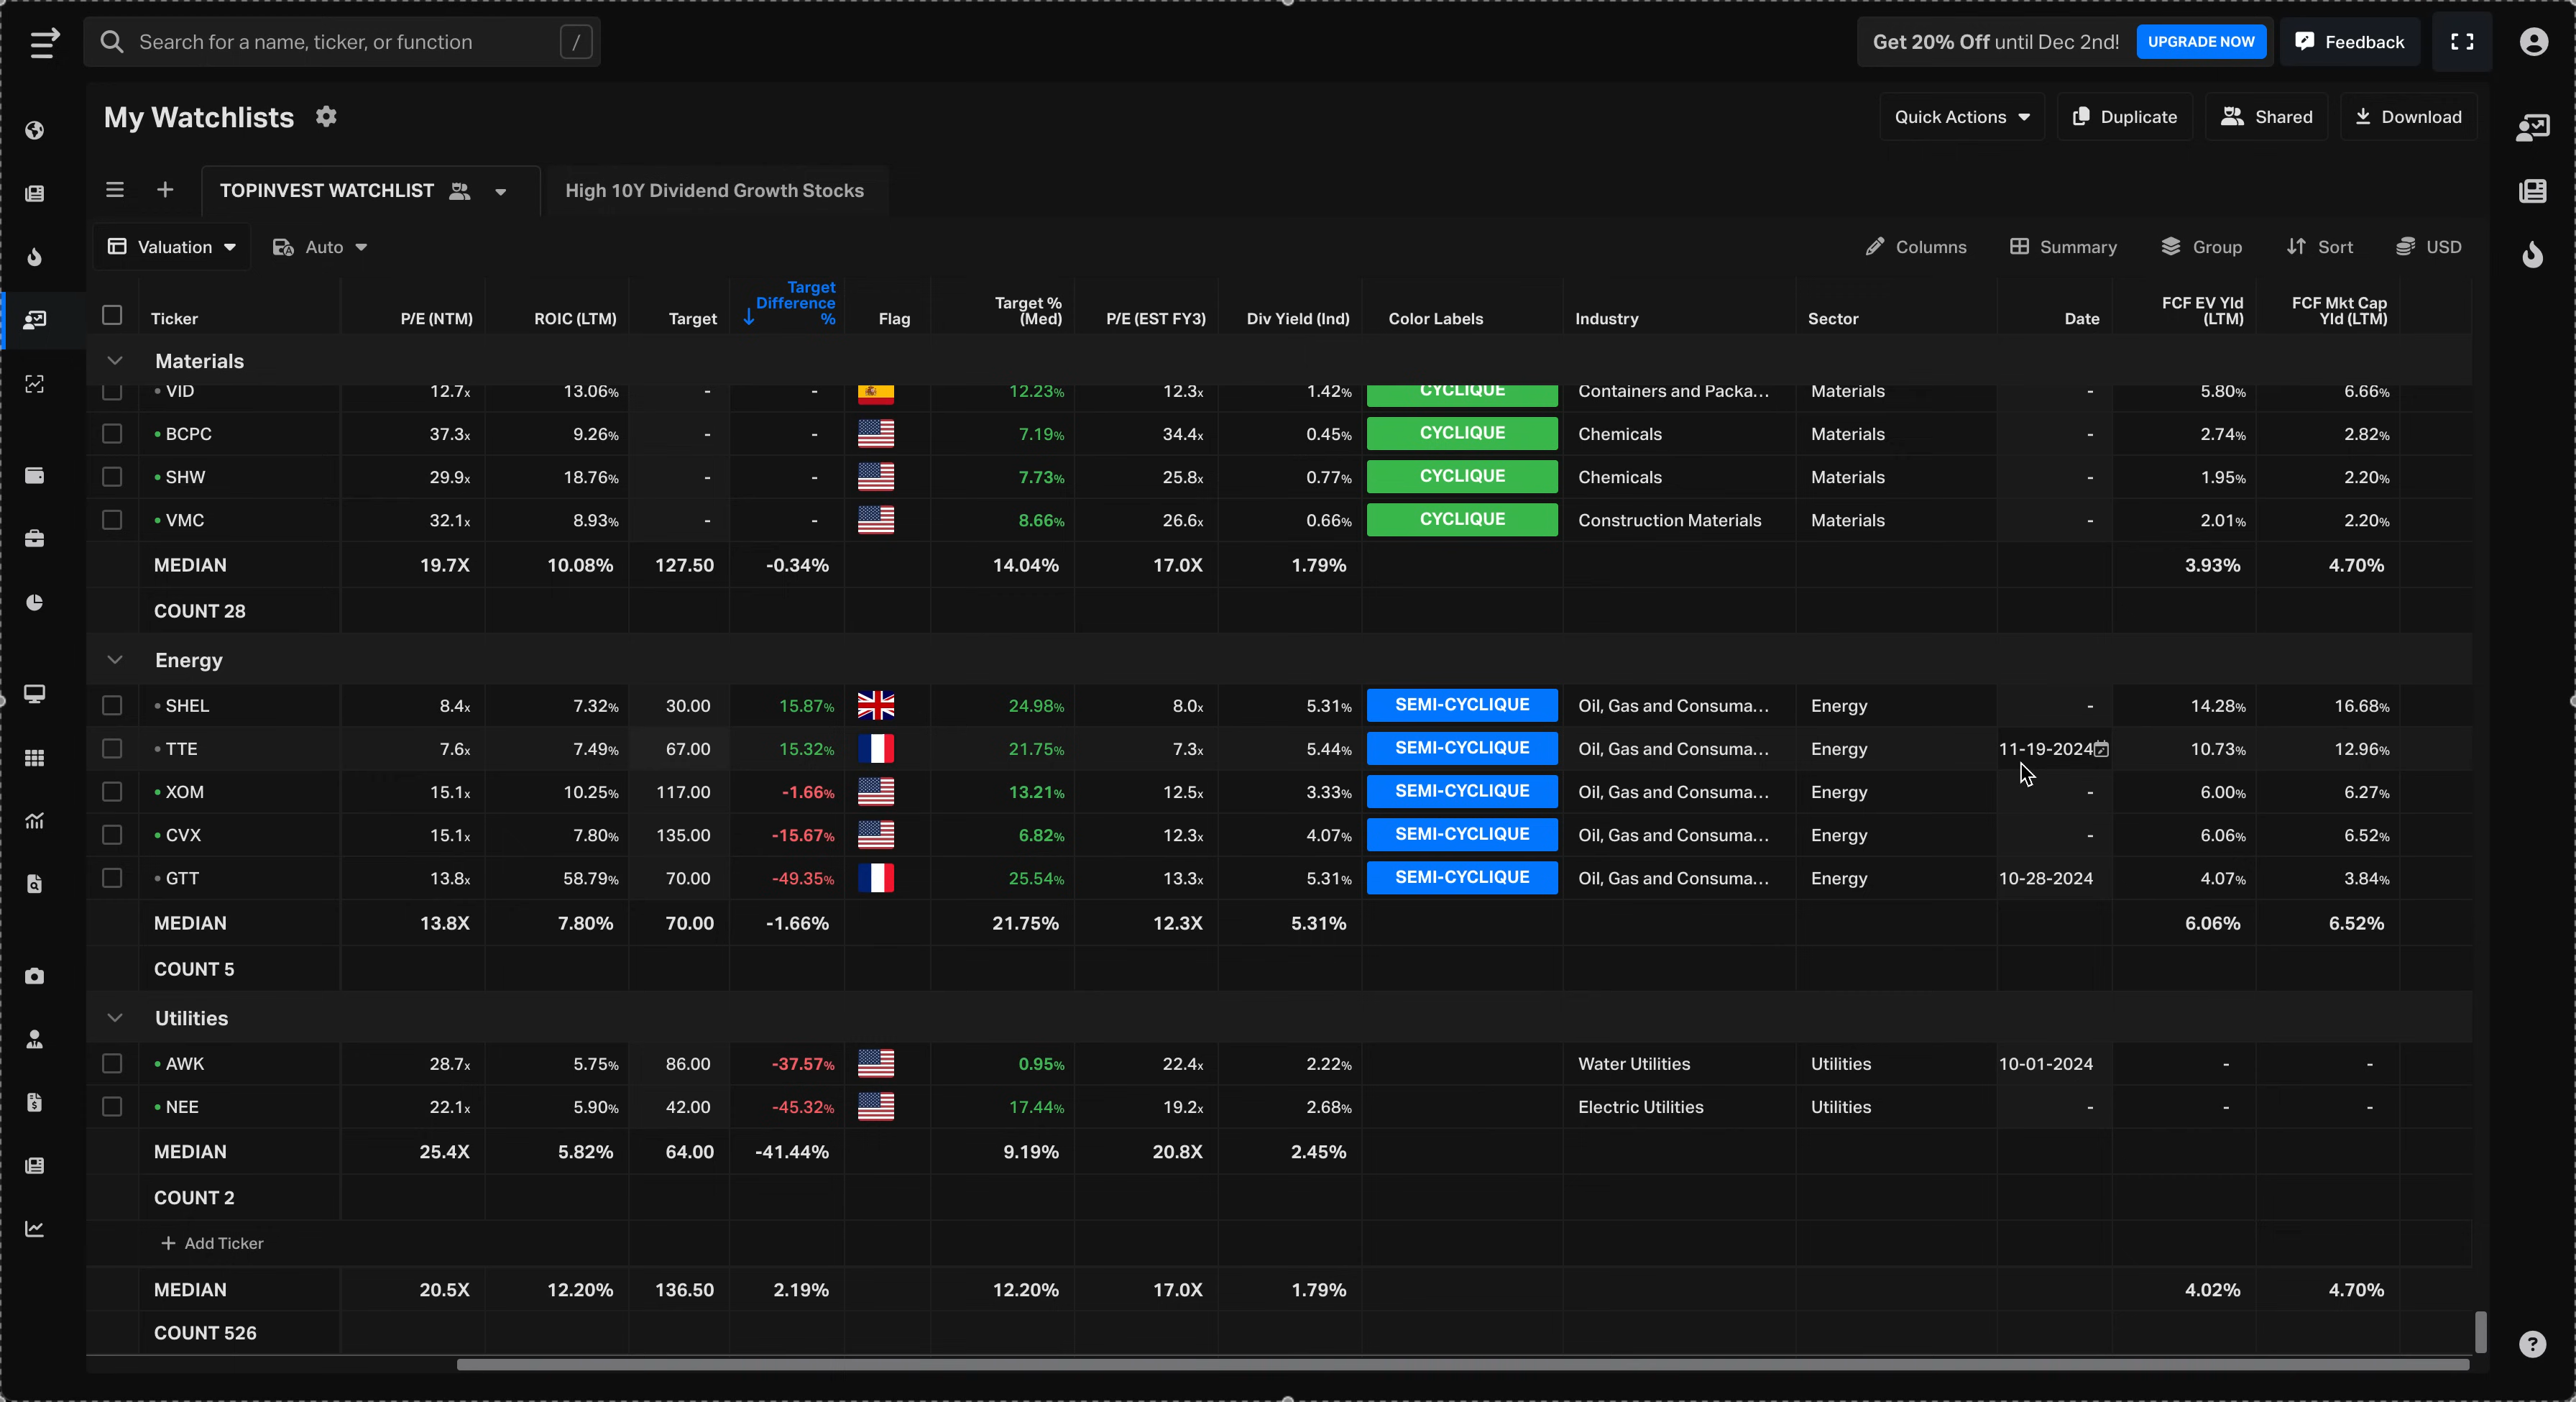 Search for a name, ticker, or function /
Get 20% Off until Dec 2nd! UPGRADE NOW Feedback
My Watchlists
Quick Actions Duplicate Shared Download
TOPINVEST WATCHLIST High 10Y Dividend Growth Stocks
Valuation Auto Columns Summary Group Sort USD
Ticker P/E (NTM) ROIC (LTM) Target Target Difference % Flag Target % (Med) P/E (EST FY3) Div Yield (Ind) Color Labels Industry Sector Date FCF EV Yld (LTM) FCF Mkt Cap Yld (LTM)
Materials
VID 12.7x 13.06% - - 12.23% 12.3x 1.42% CYCLIQUE Containers and Packa... Materials - 5.80% 6.66%
BCPC 37.3x 9.26% - - 7.19% 34.4x 0.45% CYCLIQUE Chemicals Materials - 2.74% 2.82%
SHW 29.9x 18.76% - - 7.73% 25.8x 0.77% CYCLIQUE Chemicals Materials - 1.95% 2.20%
VMC 32.1x 8.93% - - 8.66% 26.6x 0.66% CYCLIQUE Construction Materials Materials - 2.01% 2.20%
MEDIAN 19.7X 10.08% 127.50 -0.34% 14.04% 17.0X 1.79% 3.93% 4.70%
COUNT 28
Energy
SHEL 8.4x 7.32% 30.00 15.87% 24.98% 8.0x 5.31% SEMI-CYCLIQUE Oil, Gas and Consuma... Energy - 14.28% 16.68%
TTE 7.6x 7.49% 67.00 15.32% 21.75% 7.3x 5.44% SEMI-CYCLIQUE Oil, Gas and Consuma... Energy 11-19-2024 10.73% 12.96%
XOM 15.1x 10.25% 117.00 -1.66% 13.21% 12.5x 3.33% SEMI-CYCLIQUE Oil, Gas and Consuma... Energy - 6.00% 6.27%
CVX 15.1x 7.80% 135.00 -15.67% 6.82% 12.3x 4.07% SEMI-CYCLIQUE Oil, Gas and Consuma... Energy - 6.06% 6.52%
GTT 13.8x 58.79% 70.00 -49.35% 25.54% 13.3x 5.31% SEMI-CYCLIQUE Oil, Gas and Consuma... Energy 10-28-2024 4.07% 3.84%
MEDIAN 13.8X 7.80% 70.00 -1.66% 21.75% 12.3X 5.31% 6.06% 6.52%
COUNT 5
Utilities
AWK 28.7x 5.75% 86.00 -37.57% 0.95% 22.4x 2.22% Water Utilities Utilities 10-01-2024 - -
NEE 22.1x 5.90% 42.00 -45.32% 17.44% 19.2x 2.68% Electric Utilities Utilities - - -
MEDIAN 25.4X 5.82% 64.00 -41.44% 9.19% 20.8X 2.45%
COUNT 2
+ Add Ticker
MEDIAN 20.5X 12.20% 136.50 2.19% 12.20% 17.0X 1.79% 4.02% 4.70%
COUNT 526